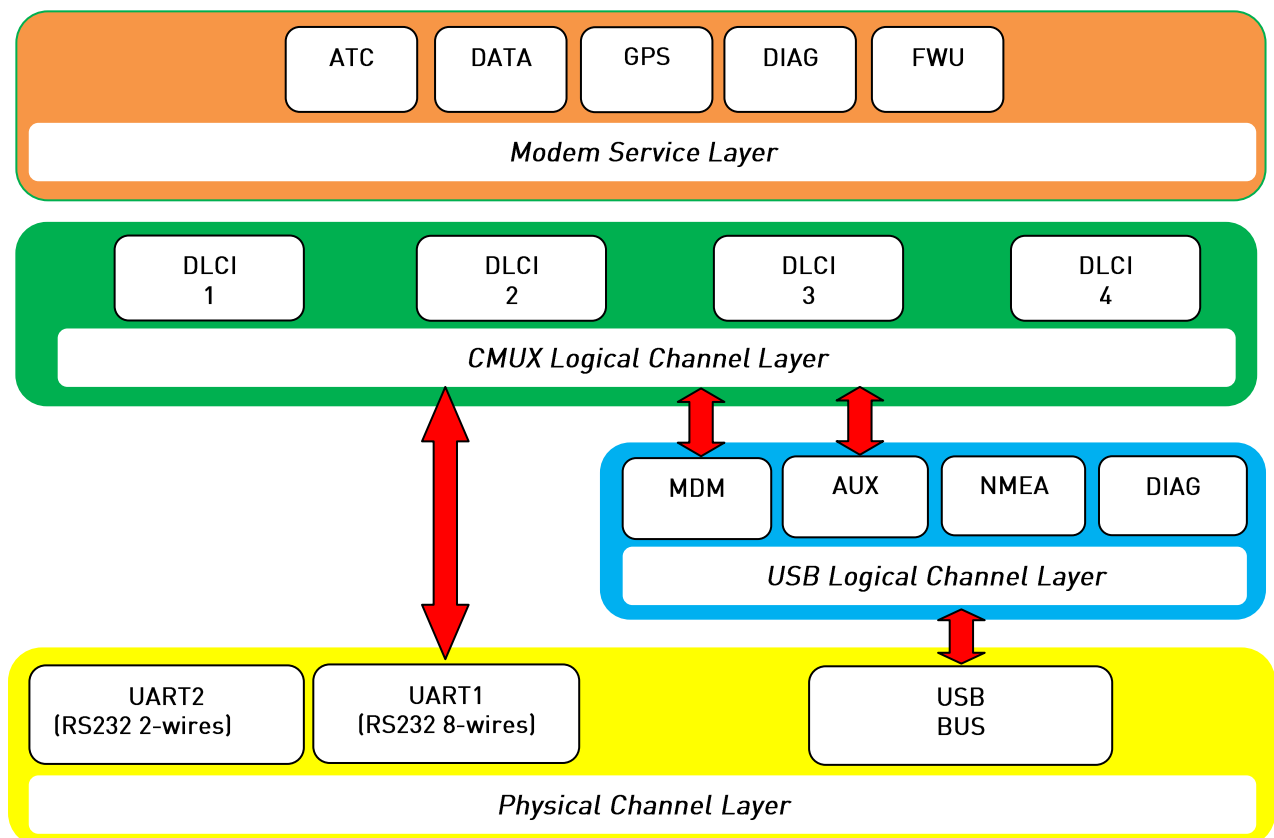 ATC
DATA
GPS
DIAG
FWU
Modem Service Layer
DLCI
1
DLCI
2
DLCI
3
DLCI
4
CMUX Logical Channel Layer
MDM
AUX
NMEA
DIAG
USB Logical Channel Layer
UART2
(RS232 2-wires)
UART1
(RS232 8-wires)
USB
BUS
Physical Channel Layer